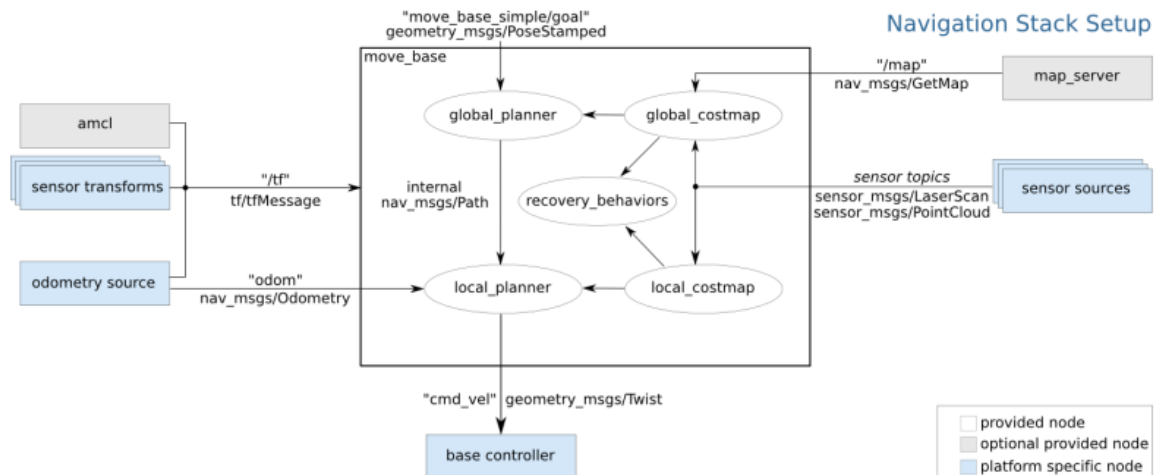 Navigation Stack Setup
"move_base_simple/goal"
geometry_msgs/PoseStamped
move_base
"/map"
nav_msgs/GetMap
map_server
global_planner
global_costmap
amcl
sensor transforms
"/tf"
tf/tfMessage
internal
nav_msgs/Path
recovery_behaviors
sensor topics
sensor_msgs/LaserScan
sensor_msgs/PointCloud
sensor sources
odometry source
"odom"
nav_msgs/Odometry
local_planner
local_costmap
"cmd_vel" geometry_msgs/Twist
base controller
provided node
optional provided node
platform specific node